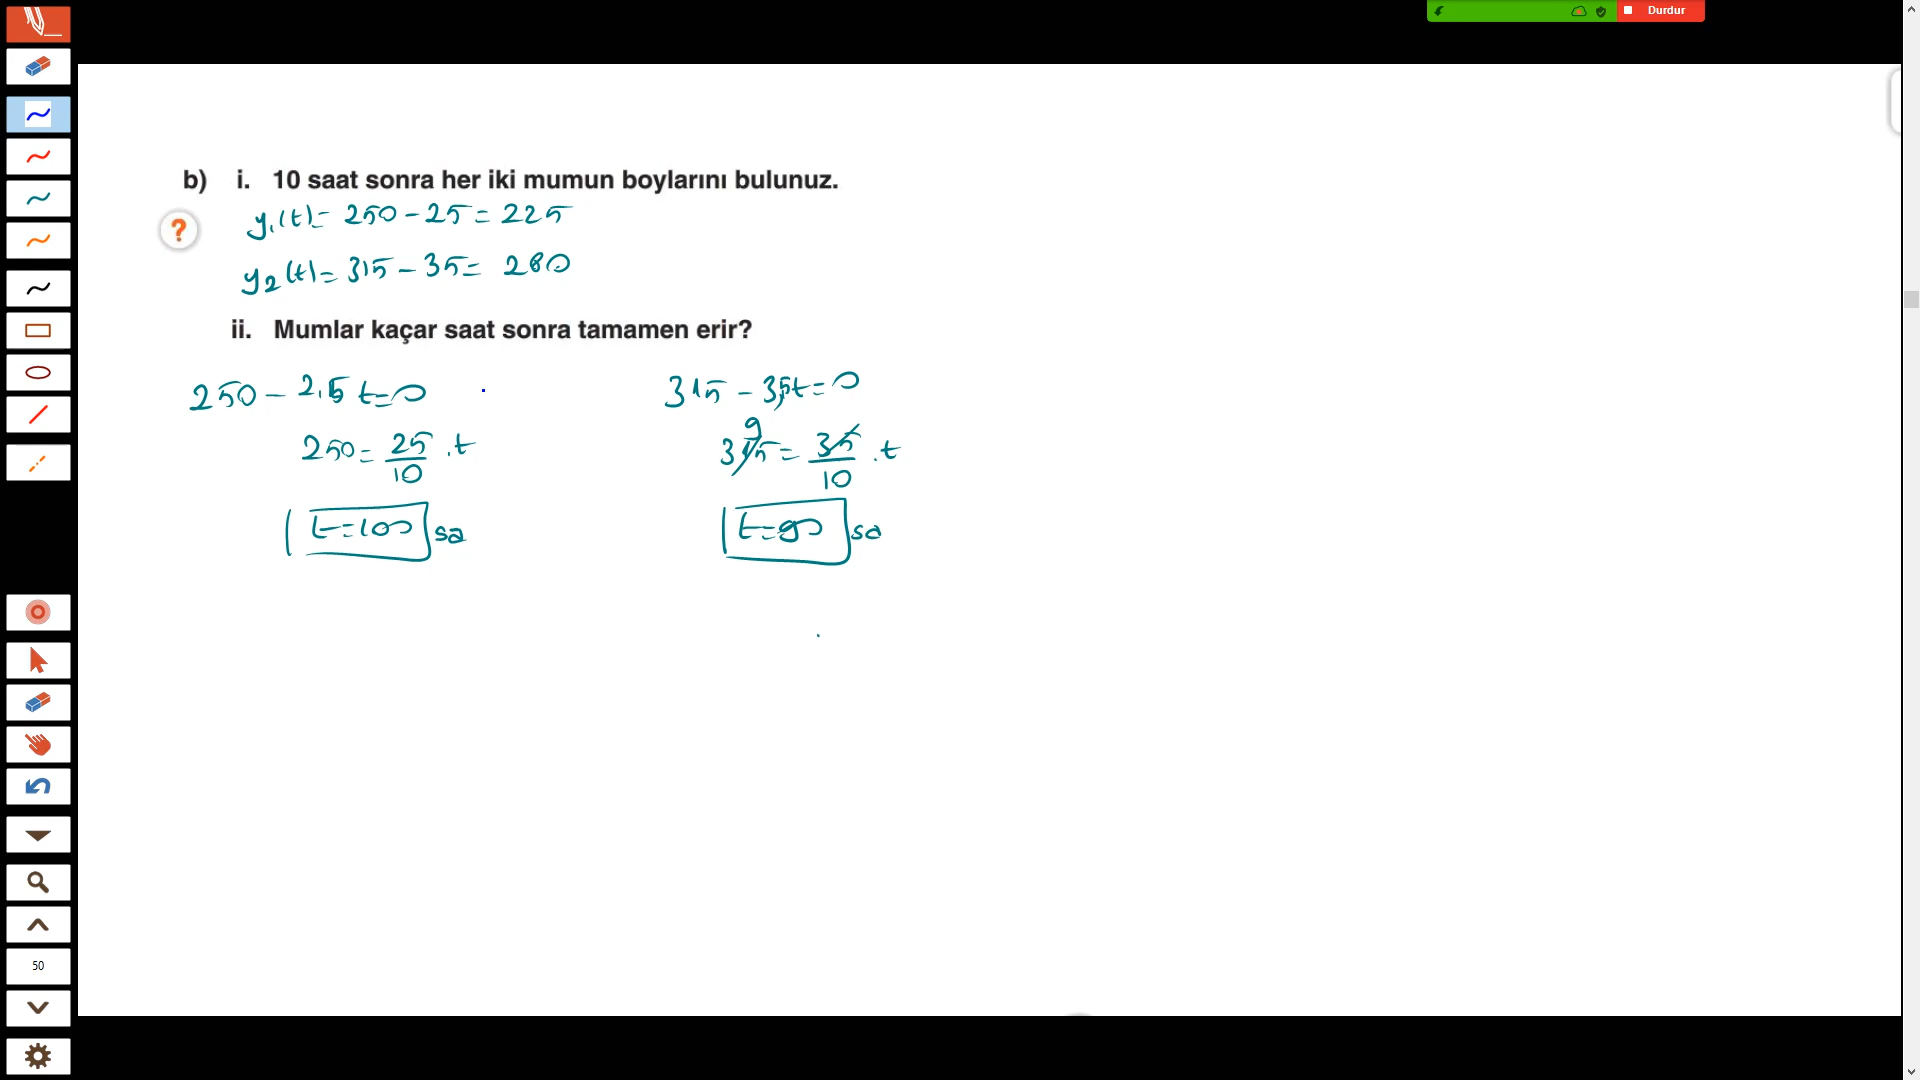 Durdur
b) i. 10 saat sonra her iki mumun boylarını bulunuz.
?
y₁(t)= 250 - 25 = 225
y₂(t)= 315 - 35 = 280
ii. Mumlar kaçar saat sonra tamamen erir?
250 - 2,5 t=0
315 - 3,5t=0
250 = 25/10 .t
9
315 = 35/10 .t
t=100 sa
t=90 sa
50